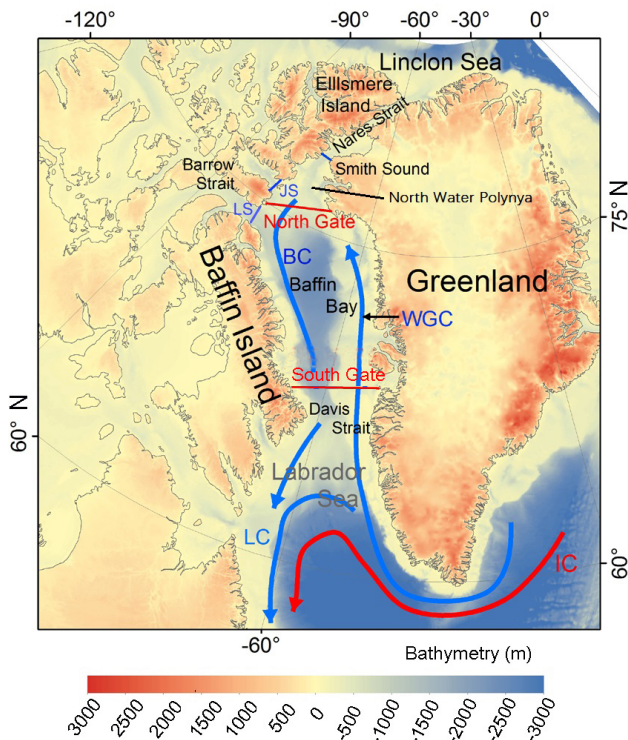 -120°
-90°
-60°
-30°
0°
Linclon Sea
Elllsmere
Island
Nares Strait
Barrow
Strait
Smith Sound
JS
North Water Polynya
LS
North Gate
75° N
BC
Baffin
Bay
Greenland
Baffin Island
WGC
South Gate
Davis
Strait
60° N
Labrador
Sea
LC
IC
60°
-60°
Bathymetry (m)
3000
2500
2000
1500
1000
500
0
-500
-1000
-1500
-2000
-2500
-3000